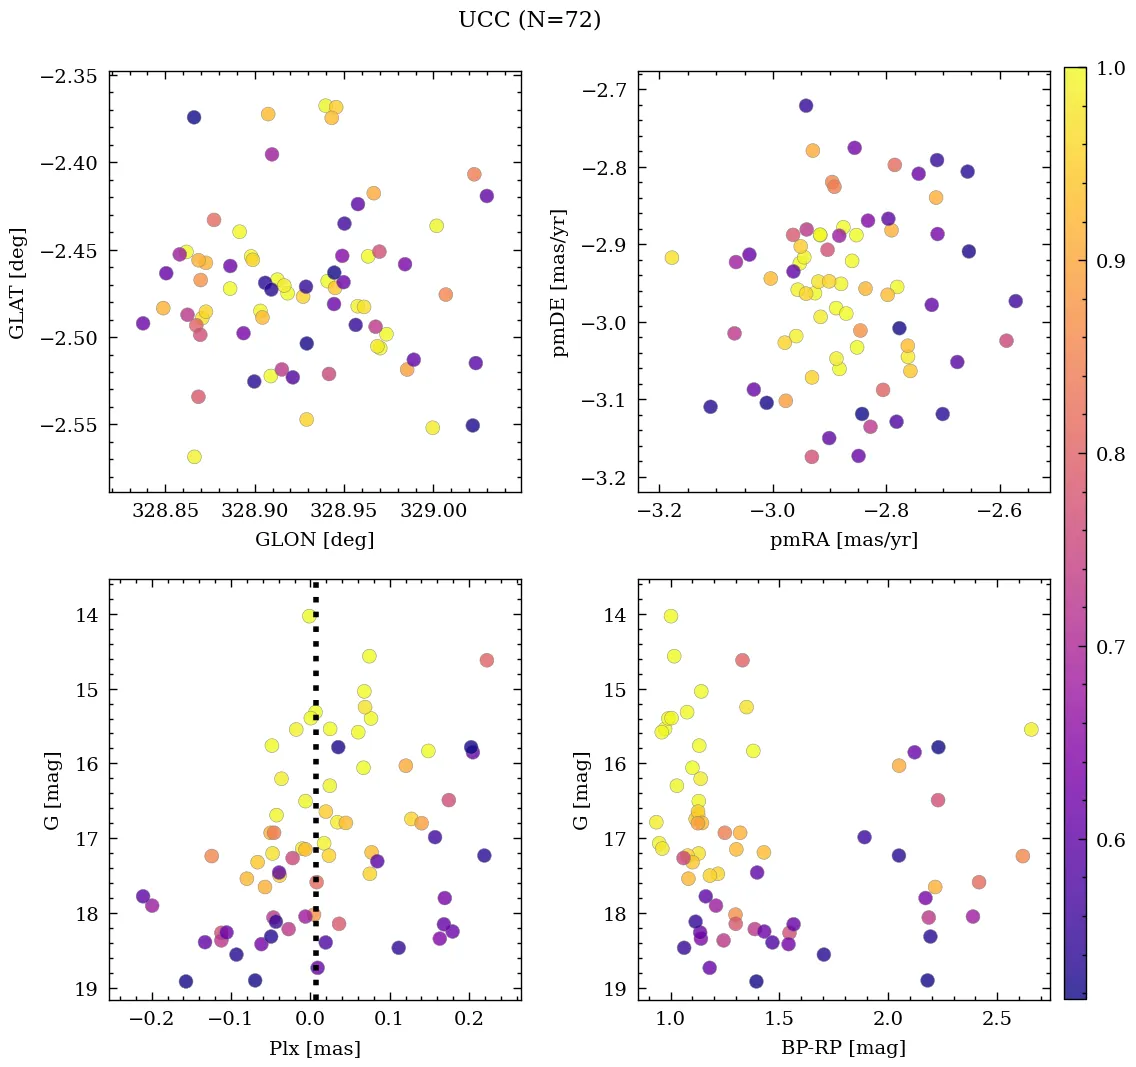 UCC (N=72)
−2.35
−2.40
−2.45
−2.50
−2.55
GLAT [deg]
328.85 328.90 328.95 329.00
GLON [deg]
−2.7
−2.8
−2.9
−3.0
−3.1
−3.2
pmDE [mas/yr]
−3.2 −3.0 −2.8 −2.6
pmRA [mas/yr]
14
15
16
17
18
19
G [mag]
−0.2 −0.1 0.0 0.1 0.2
Plx [mas]
14
15
16
17
18
19
G [mag]
1.0 1.5 2.0 2.5
BP-RP [mag]
1.0
0.9
0.8
0.7
0.6